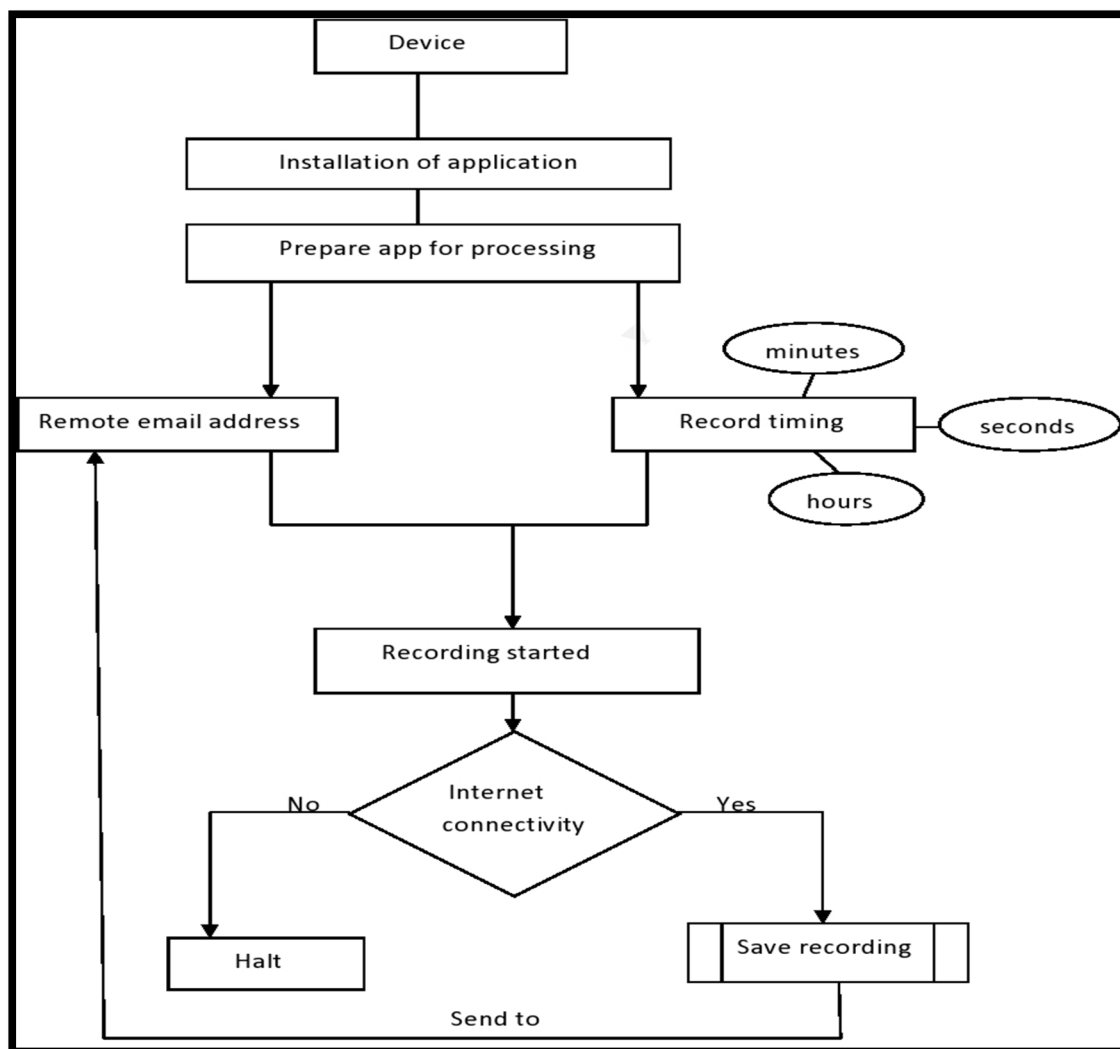 Device
Installation of application
Prepare app for processing
minutes
Remote email address
Record timing
seconds
hours
Recording started
Internet
connectivity
No
Yes
Halt
Save recording
Send to